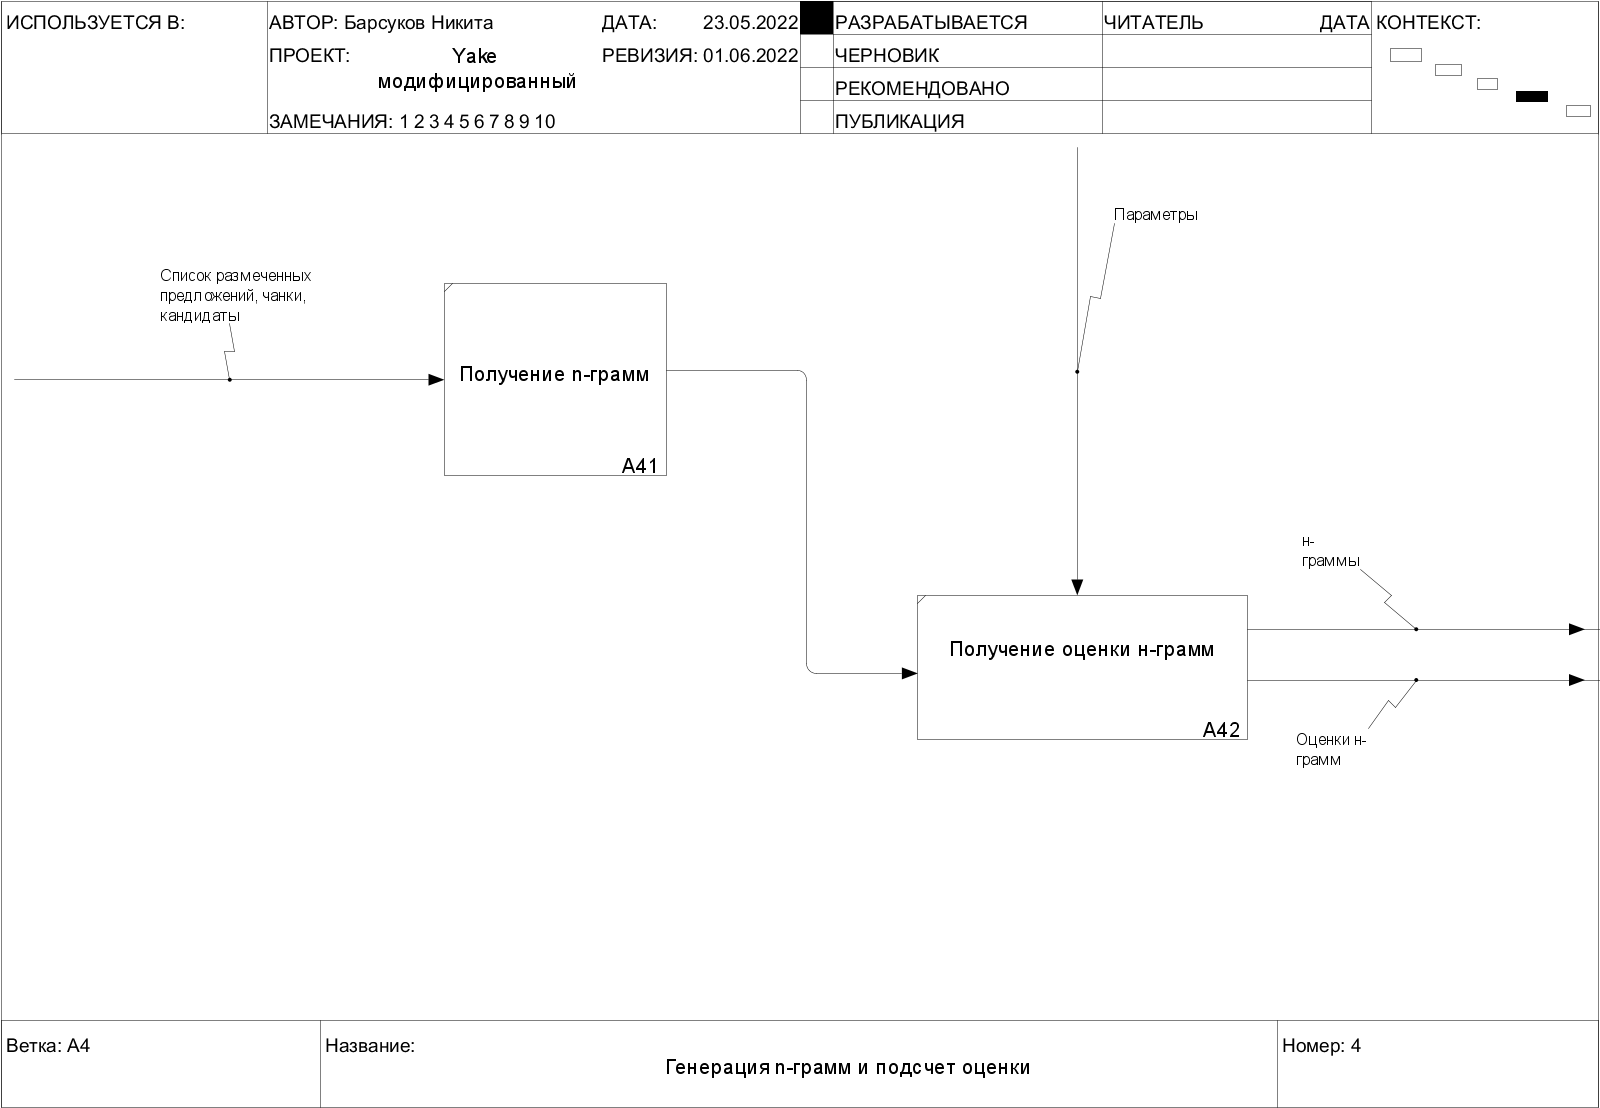 ИСПОЛЬЗУЕТСЯ В:
АВТОР: Барсуков Никита
ДАТА: 23.05.2022
ПРОЕКТ: Yake
модифицированный
РЕВИЗИЯ: 01.06.2022
ЗАМЕЧАНИЯ: 1 2 3 4 5 6 7 8 9 10
РАЗРАБАТЫВАЕТСЯ
ЧЕРНОВИК
РЕКОМЕНДОВАНО
ПУБЛИКАЦИЯ
ЧИТАТЕЛЬ ДАТА
КОНТЕКСТ:
Параметры
Список размеченных
предложений, чанки,
кандидаты
Получение n-грамм
A41
н-
граммы
Получение оценки н-грамм
A42
Оценки н-
грамм
Ветка: A4
Название:
Генерация n-грамм и подсчет оценки
Номер: 4